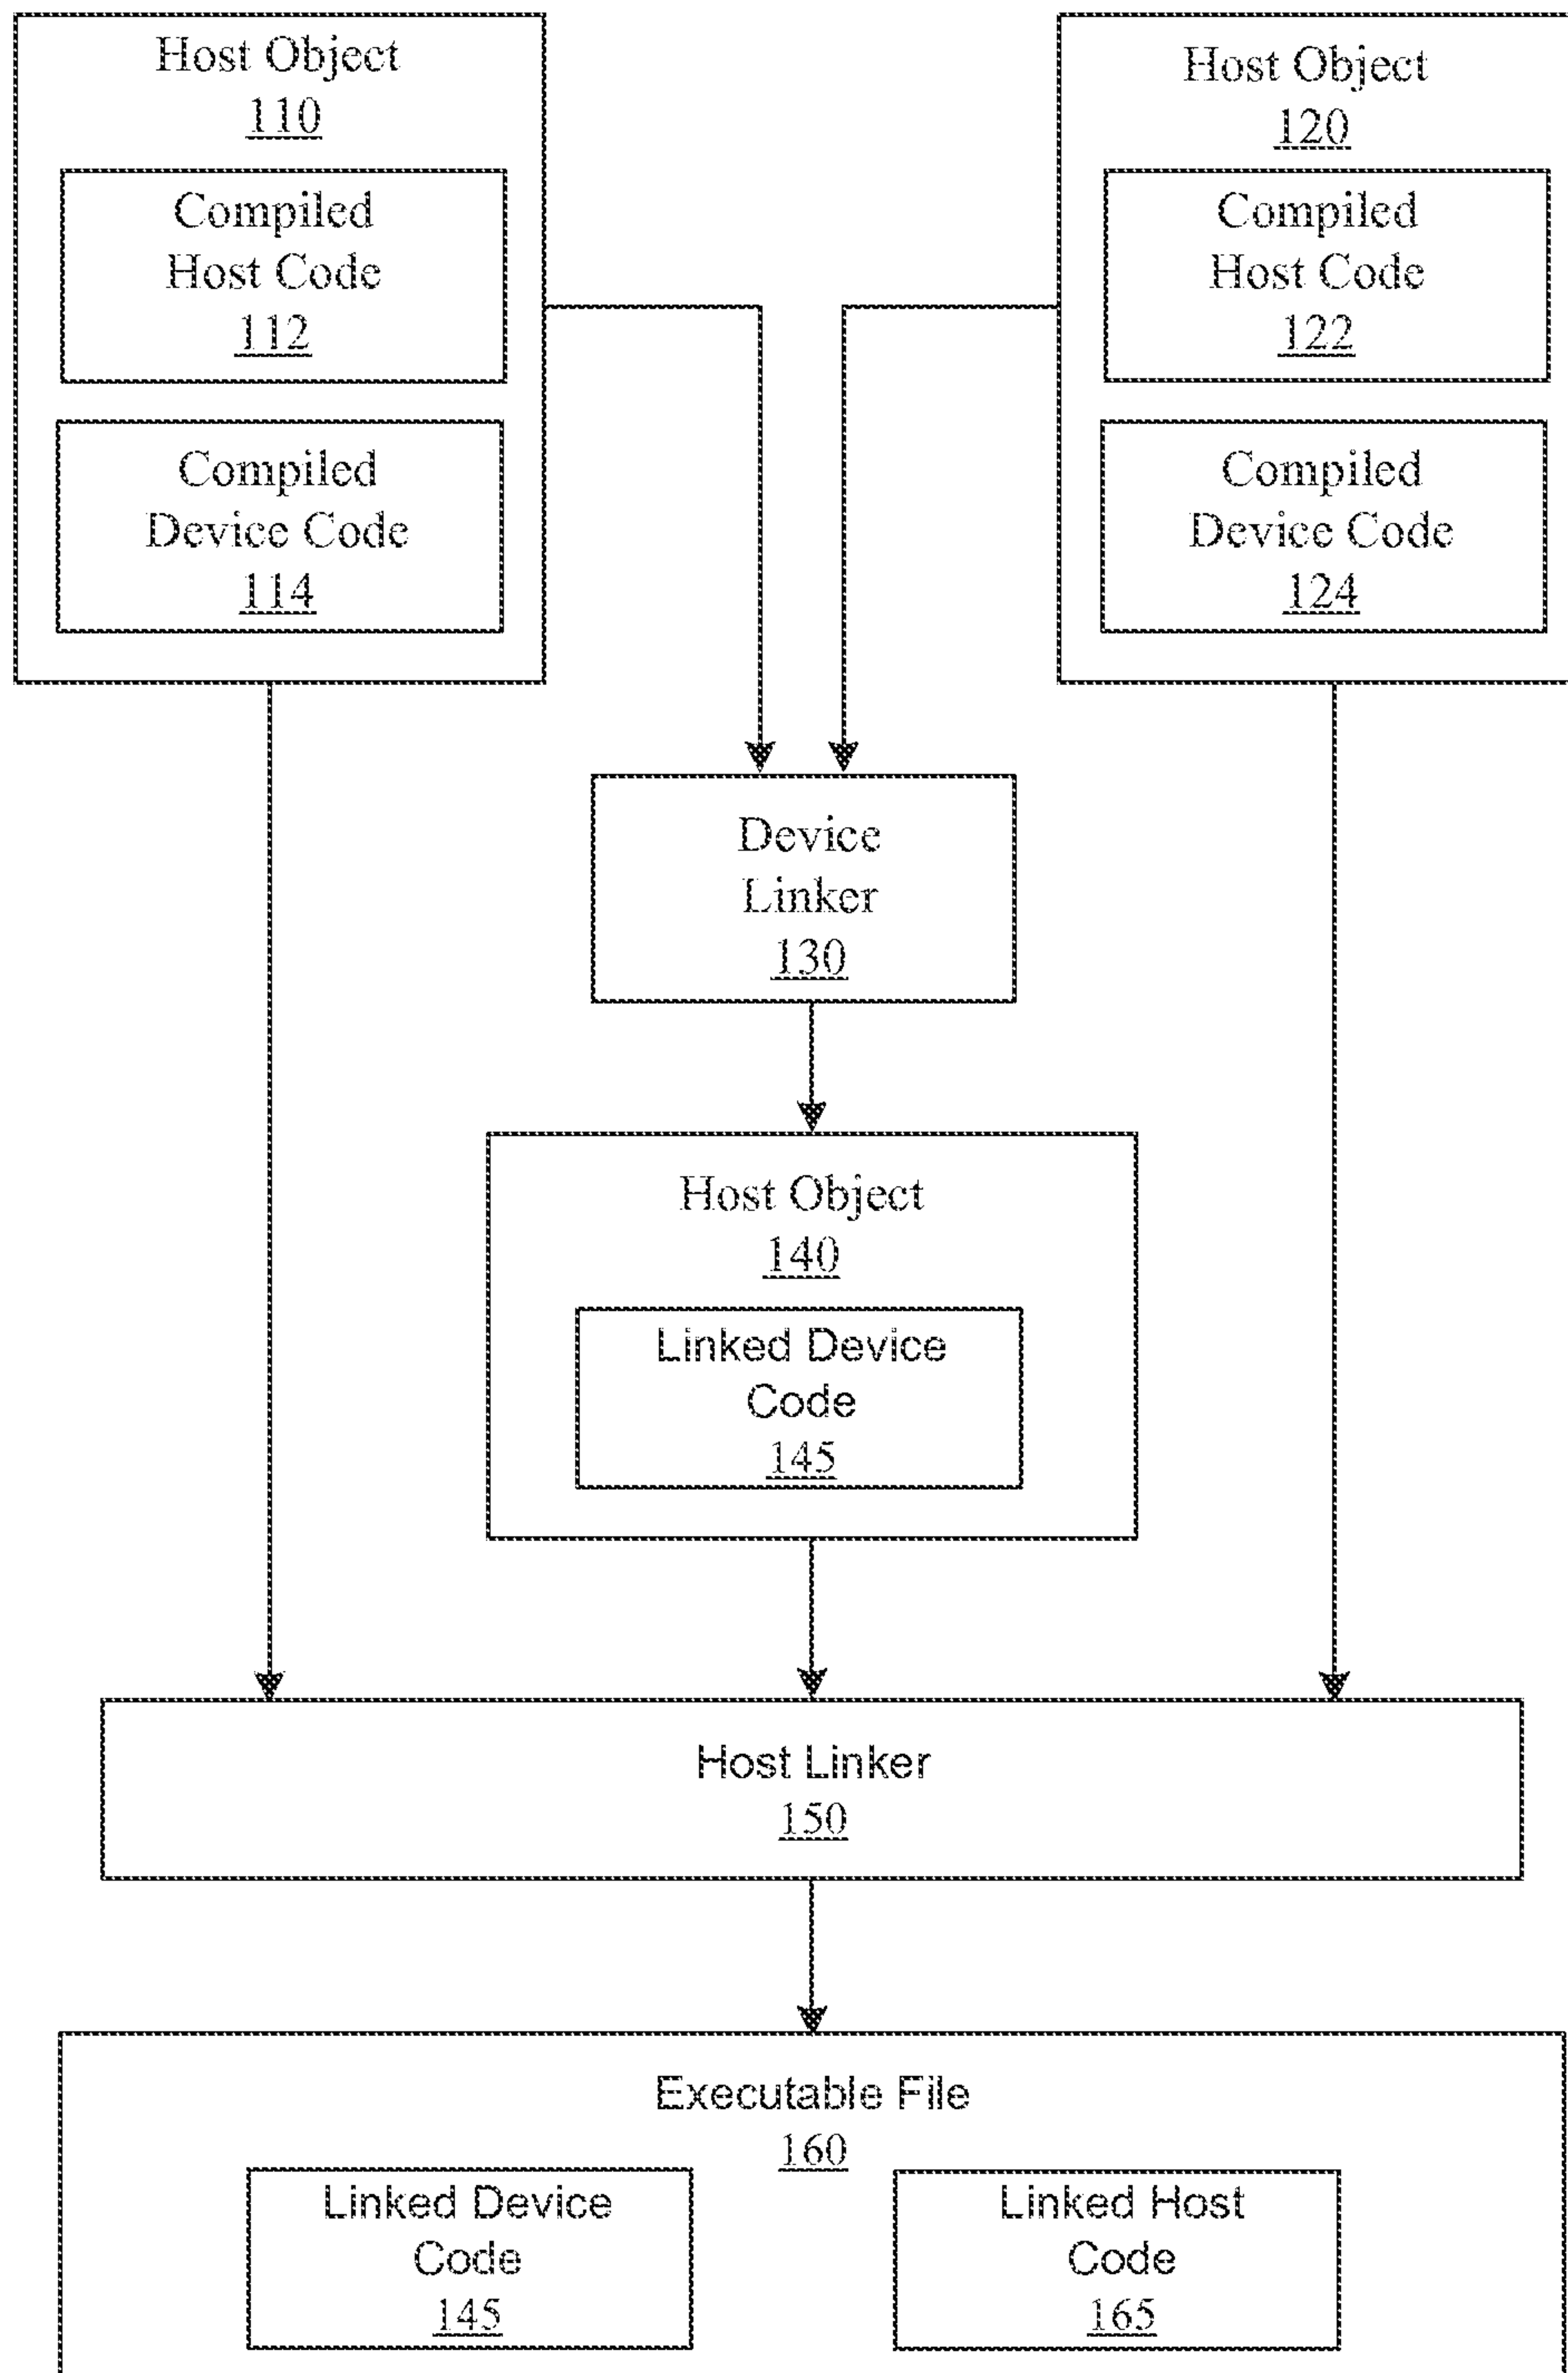 Host Object
110
Compiled
Host Code
112
Compiled
Device Code
114
Host Object
120
Compiled
Host Code
122
Compiled
Device Code
124
Device
Linker
130
Host Object
140
Linked Device
Code
145
Host Linker
150
Executable File
160
Linked Device
Code
145
Linked Host
Code
165